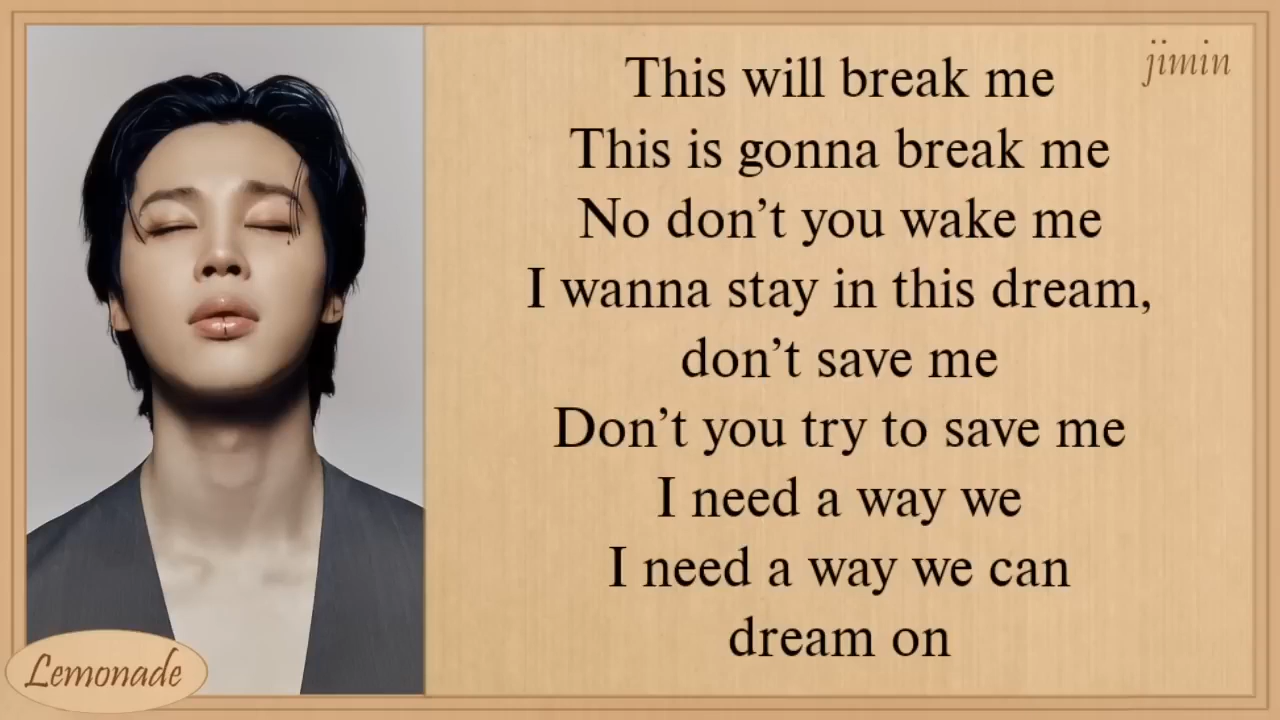 jimin
This will break me
This is gonna break me
No don’t you wake me
I wanna stay in this dream,
don’t save me
Don’t you try to save me
I need a way we
I need a way we can
dream on
Lemonade